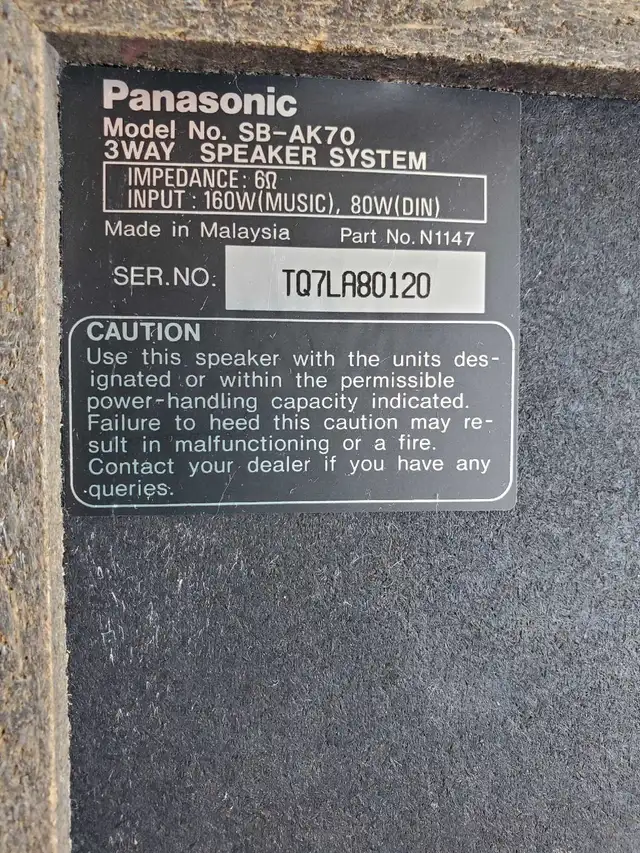 Panasonic
Model No. SB-AK70
3WAY SPEAKER SYSTEM
IMPEDANCE: 6Ω
INPUT : 160W(MUSIC), 80W(DIN)
Made in Malaysia Part No. N1147
SER.NO. TQ7LA80120
CAUTION
Use this speaker with the units des-
ignated or within the permissible
power-handling capacity indicated.
Failure to heed this caution may re-
sult in malfunctioning or a fire.
Contact your dealer if you have any
queries.